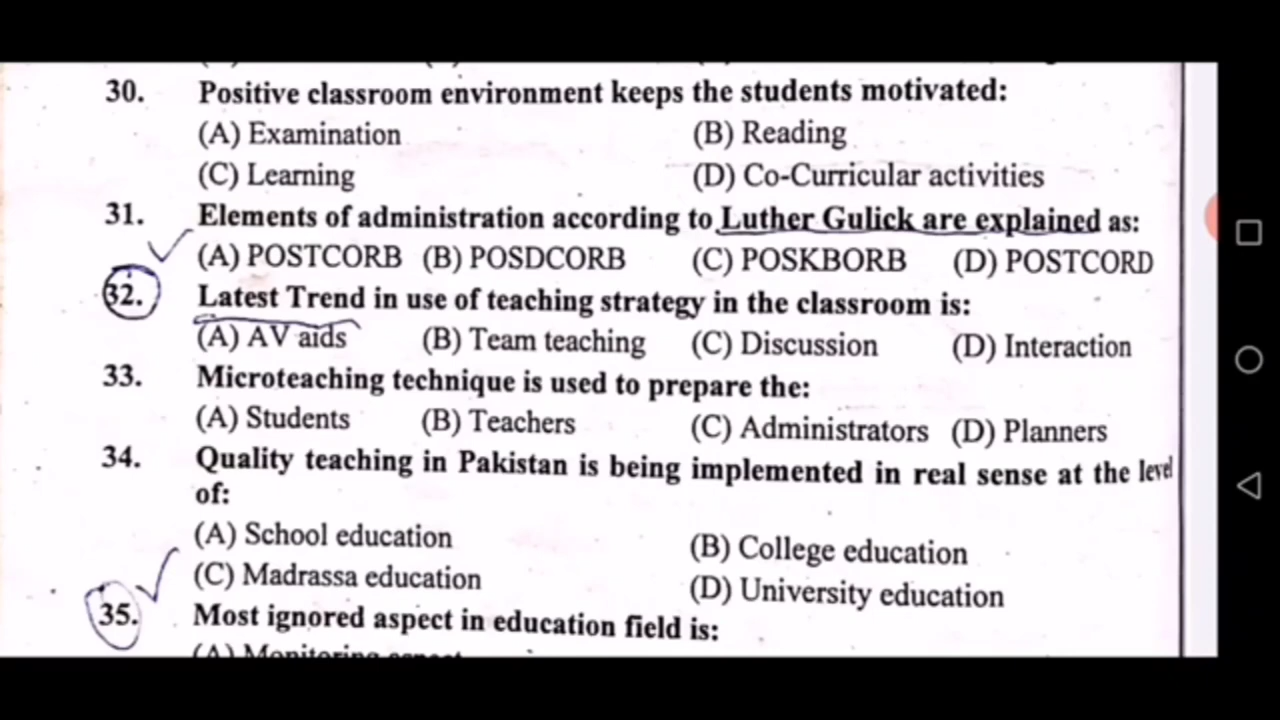 30. Positive classroom environment keeps the students motivated:
(A) Examination (B) Reading
(C) Learning (D) Co-Curricular activities
31. Elements of administration according to Luther Gulick are explained as:
(A) POSTCORB (B) POSDCORB (C) POSKBORB (D) POSTCORD
32. Latest Trend in use of teaching strategy in the classroom is:
(A) AV aids (B) Team teaching (C) Discussion (D) Interaction
33. Microteaching technique is used to prepare the:
(A) Students (B) Teachers (C) Administrators (D) Planners
34. Quality teaching in Pakistan is being implemented in real sense at the level
of:
(A) School education (B) College education
(C) Madrassa education (D) University education
35. Most ignored aspect in education field is:
(A) Monitoring aspect